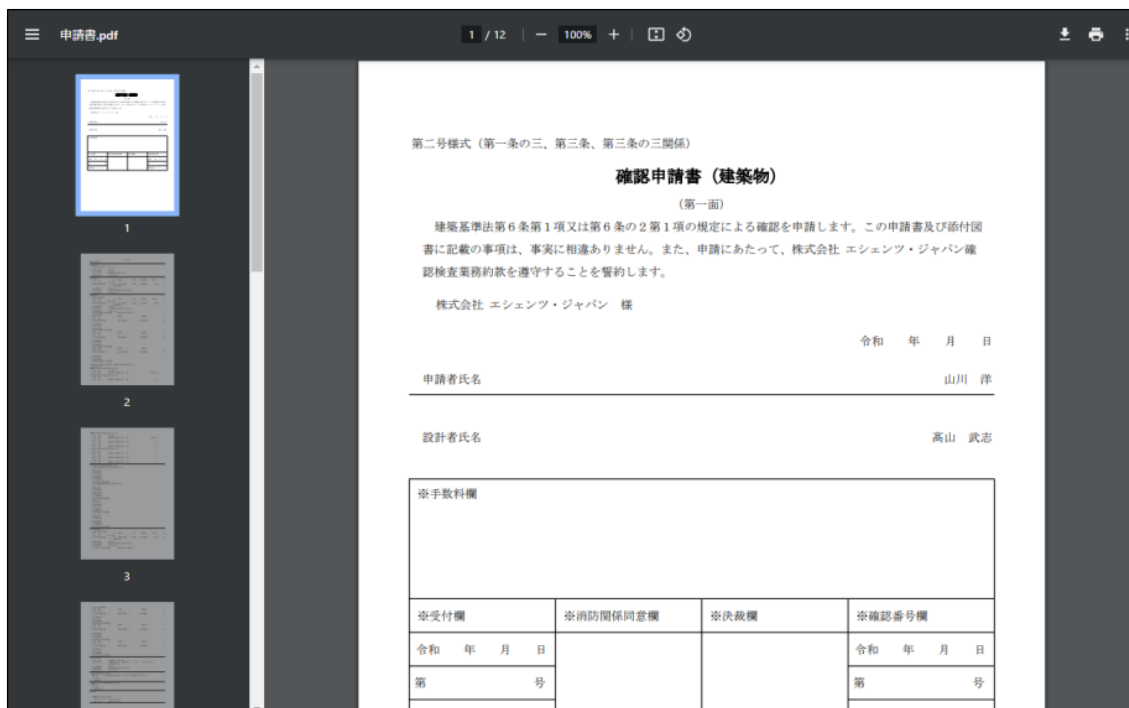 申請書.pdf
1 / 12
100%
1
2
3
第二号様式（第一条の三、第三条、第三条の三関係）
確認申請書（建築物）
（第一面）
建築基準法第６条第１項又は第６条の２第１項の規定による確認を申請します。この申請書及び添付図
書に記載の事項は、事実に相違ありません。また、申請にあたって、株式会社 エシェンツ・ジャパン確
認検査業務約款を遵守することを誓約します。
株式会社 エシェンツ・ジャパン 様
令和 年 月 日
申請者氏名 山川 洋
設計者氏名 高山 武志
※手数料欄
※受付欄 ※消防関係同意欄 ※決裁欄 ※確認番号欄
令和 年 月 日 令和 年 月 日
第 号 第 号